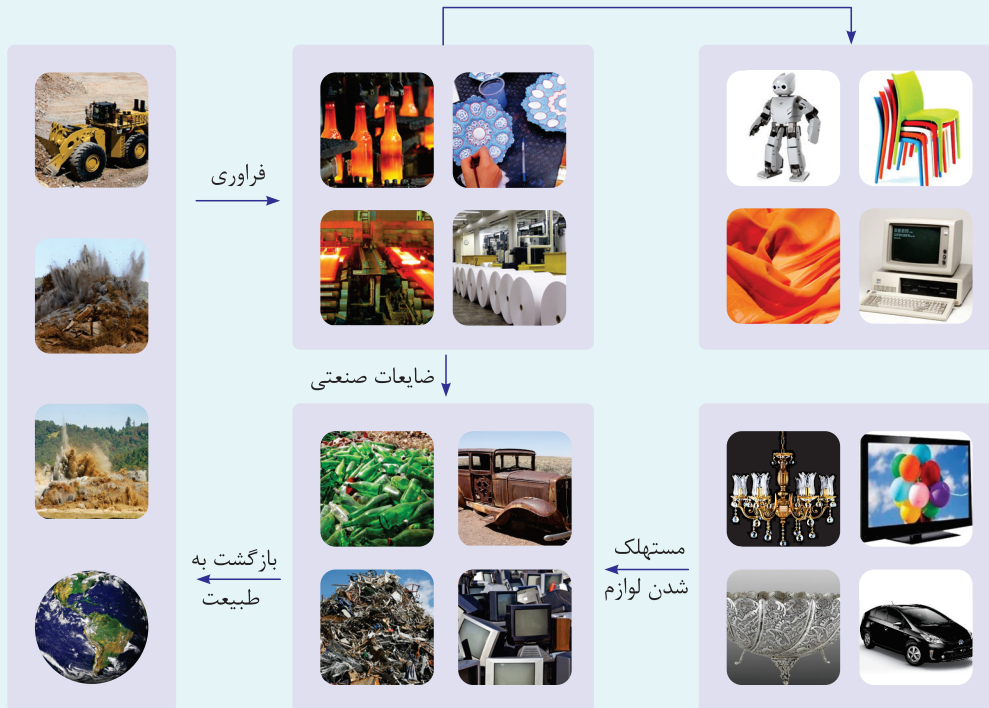 فراوری
ضایعات صنعتی
مستهلک
شدن لوازم
بازگشت به
طبیعت